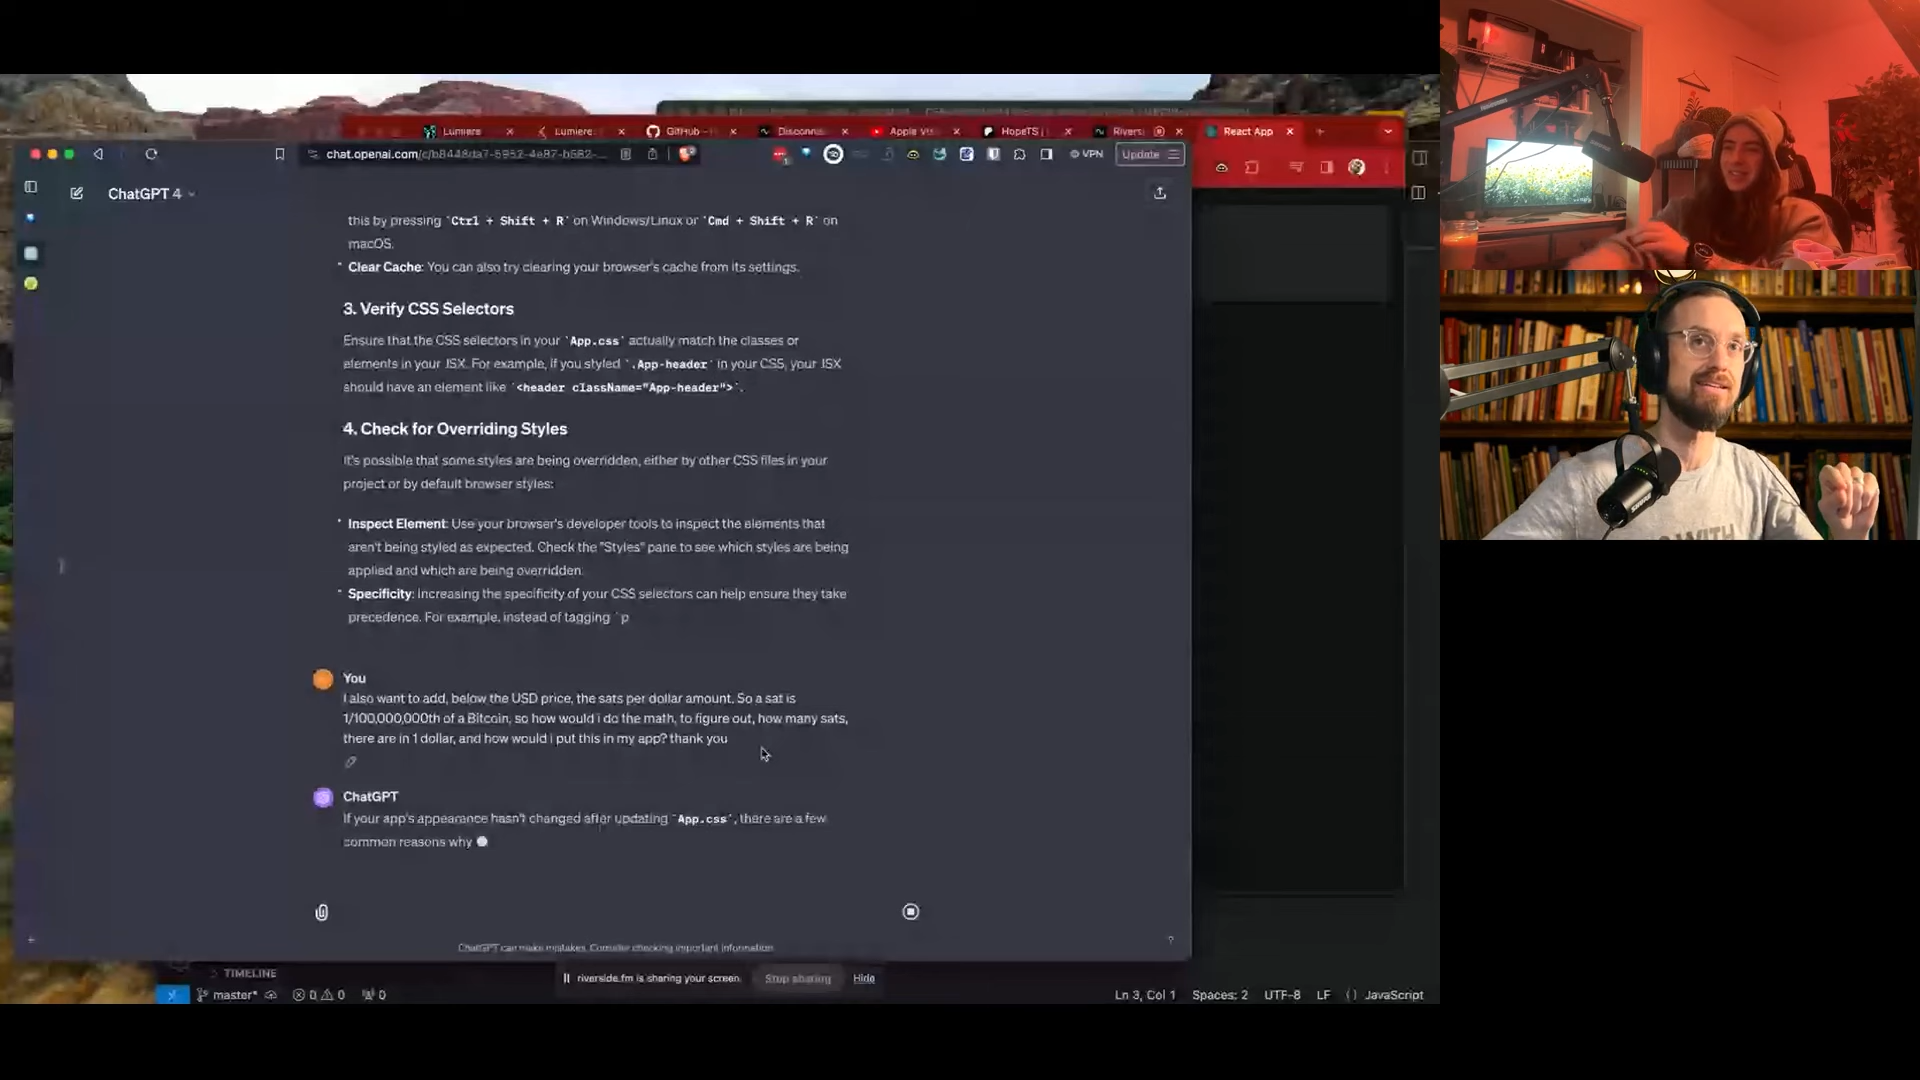 Lumiere
Lumiere:
GitHub -
Disconne
Apple Vis
HopeTS |
Rivers
React App
chat.openai.com/c/
VPN
Update
ChatGPT 4
this by pressing `Ctrl + Shift + R` on Windows/Linux or `Cmd + Shift + R` on
macOS.
Clear Cache: You can also try clearing your browser's cache from its settings.
3. Verify CSS Selectors
Ensure that the CSS selectors in your `App.css` actually match the classes or
elements in your JSX. For example, if you styled `.App-header` in your CSS, your JSX
should have an element like `<header className="App-header">`.
4. Check for Overriding Styles
It's possible that some styles are being overridden, either by other CSS files in your
project or by default browser styles:
Inspect Element: Use your browser's developer tools to inspect the elements that
aren't being styled as expected. Check the "Styles" pane to see which styles are being
applied and which are being overridden.
Specificity: Increasing the specificity of your CSS selectors can help ensure they take
precedence. For example, instead of tagging `p
You
I also want to add, below the USD price, the sats per dollar amount. So a sat is
1/100,000,000th of a Bitcoin, so how would i do the math, to figure out, how many sats,
there are in 1 dollar, and how would i put this in my app? thank you
ChatGPT
If your app's appearance hasn't changed after updating `App.css`, there are a few
common reasons why
ChatGPT can make mistakes. Consider checking important information.
TIMELINE
riverside.fm is sharing your screen.
Stop sharing
Hide
master*
0 0
0
Ln 3, Col 1
Spaces: 2
UTF-8
LF
JavaScript
SHURE
WITH